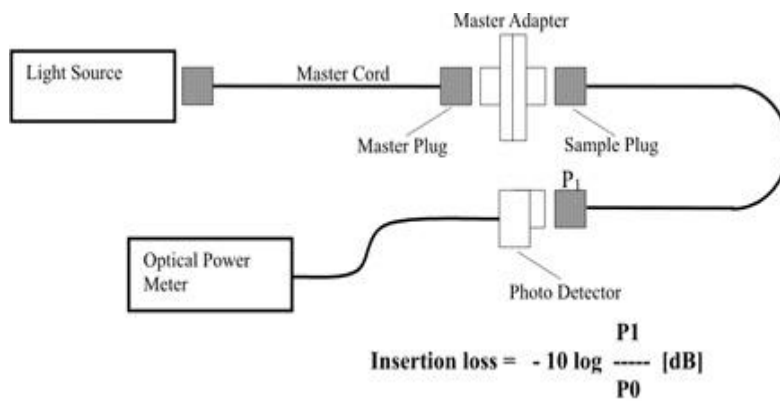 Master Adapter
Light Source
Master Cord
Master Plug
Sample Plug
P₁
Optical Power
Meter
Photo Detector
P1
Insertion loss = - 10 log ----- [dB]
P0